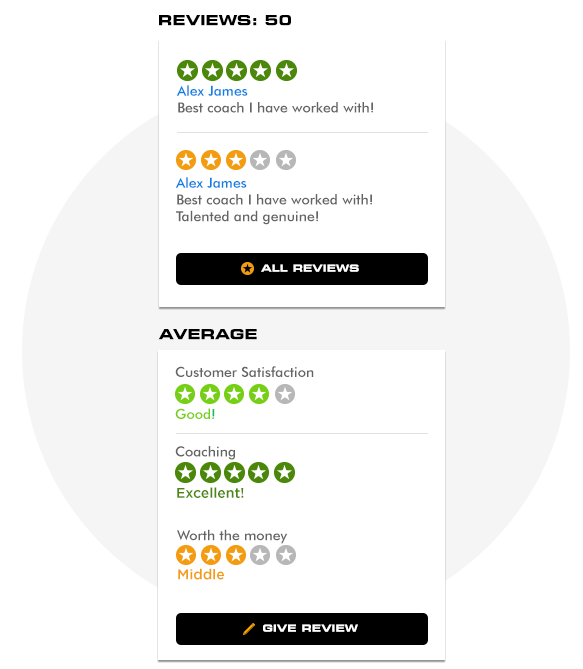 REVIEWS: 50
Alex James
Best coach I have worked with!
Alex James
Best coach I have worked with!
Talented and genuine!
ALL REVIEWS
AVERAGE
Customer Satisfaction
Good!
Coaching
Excellent!
Worth the money
Middle
GIVE REVIEW